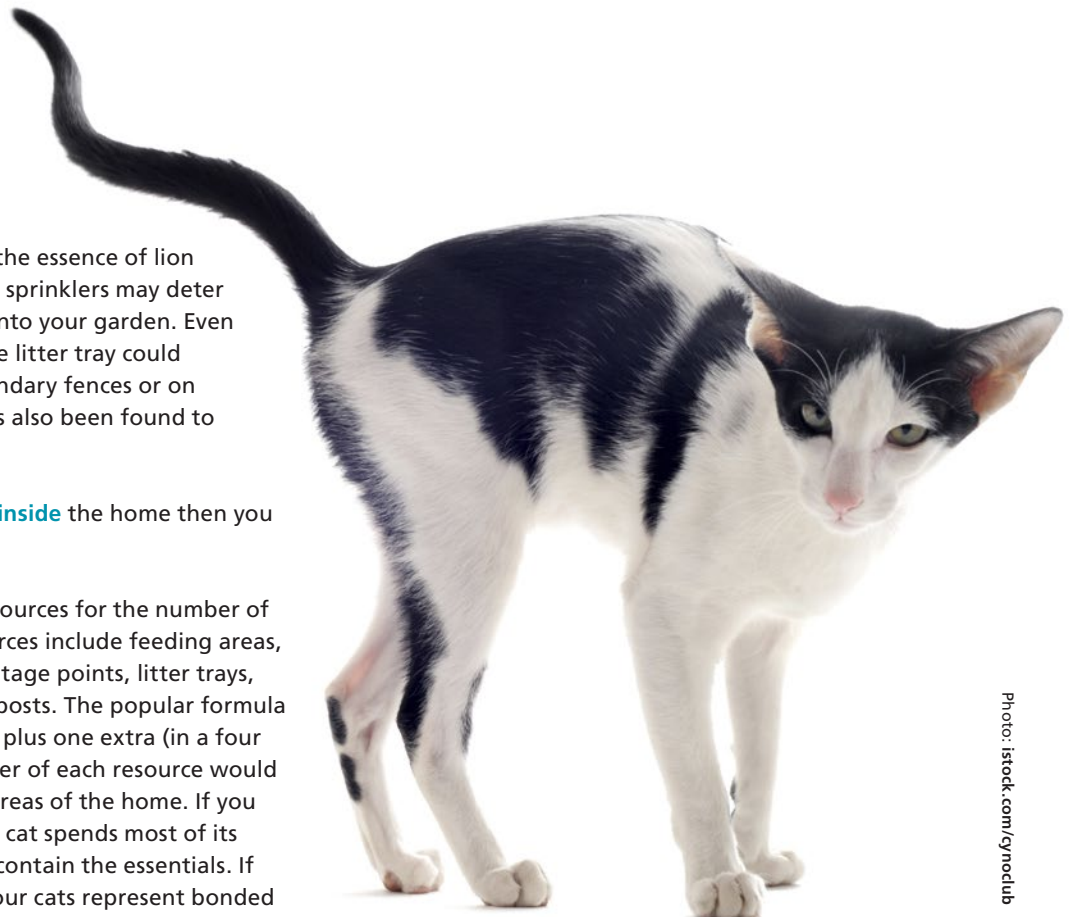 the essence of lion
sprinklers may deter
nto your garden. Even
e litter tray could
ndary fences or on
s also been found to
inside the home then you
ources for the number of
rces include feeding areas,
tage points, litter trays,
posts. The popular formula
plus one extra (in a four
er of each resource would
reas of the home. If you
cat spends most of its
contain the essentials. If
our cats represent bonded
Photo: istock.com/cynoclub